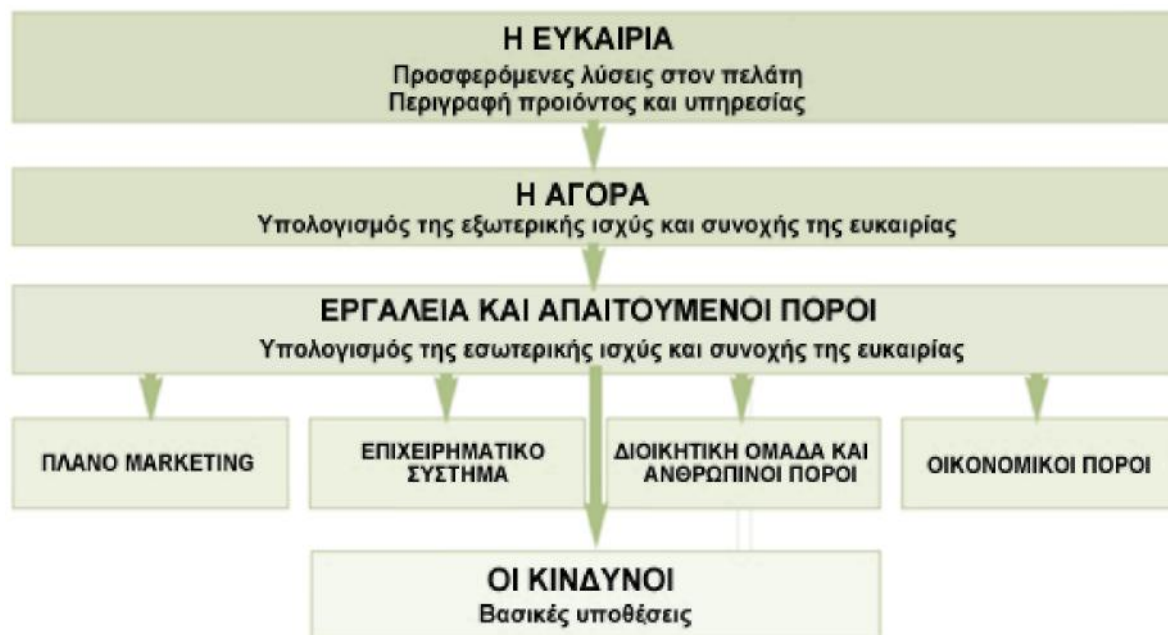 Η ΕΥΚΑΙΡΙΑ
Προσφερόμενες λύσεις στον πελάτη
Περιγραφή προιόντος και υπηρεσίας
Η ΑΓΟΡΑ
Υπολογισμός της εξωτερικής ισχύς και συνοχής της ευκαιρίας
ΕΡΓΑΛΕΙΑ ΚΑΙ ΑΠΑΙΤΟΥΜΕΝΟΙ ΠΟΡΟΙ
Υπολογισμός της εσωτερικής ισχύς και συνοχής της ευκαιρίας
ΠΛΑΝΟ MARKETING
ΕΠΙΧΕΙΡΗΜΑΤΙΚΟ
ΣΥΣΤΗΜΑ
ΔΙΟΙΚΗΤΙΚΗ ΟΜΑΔΑ ΚΑΙ
ΑΝΘΡΩΠΙΝΟΙ ΠΟΡΟΙ
ΟΙΚΟΝΟΜΙΚΟΙ ΠΟΡΟΙ
ΟΙ ΚΙΝΔΥΝΟΙ
Βασικές υποθέσεις